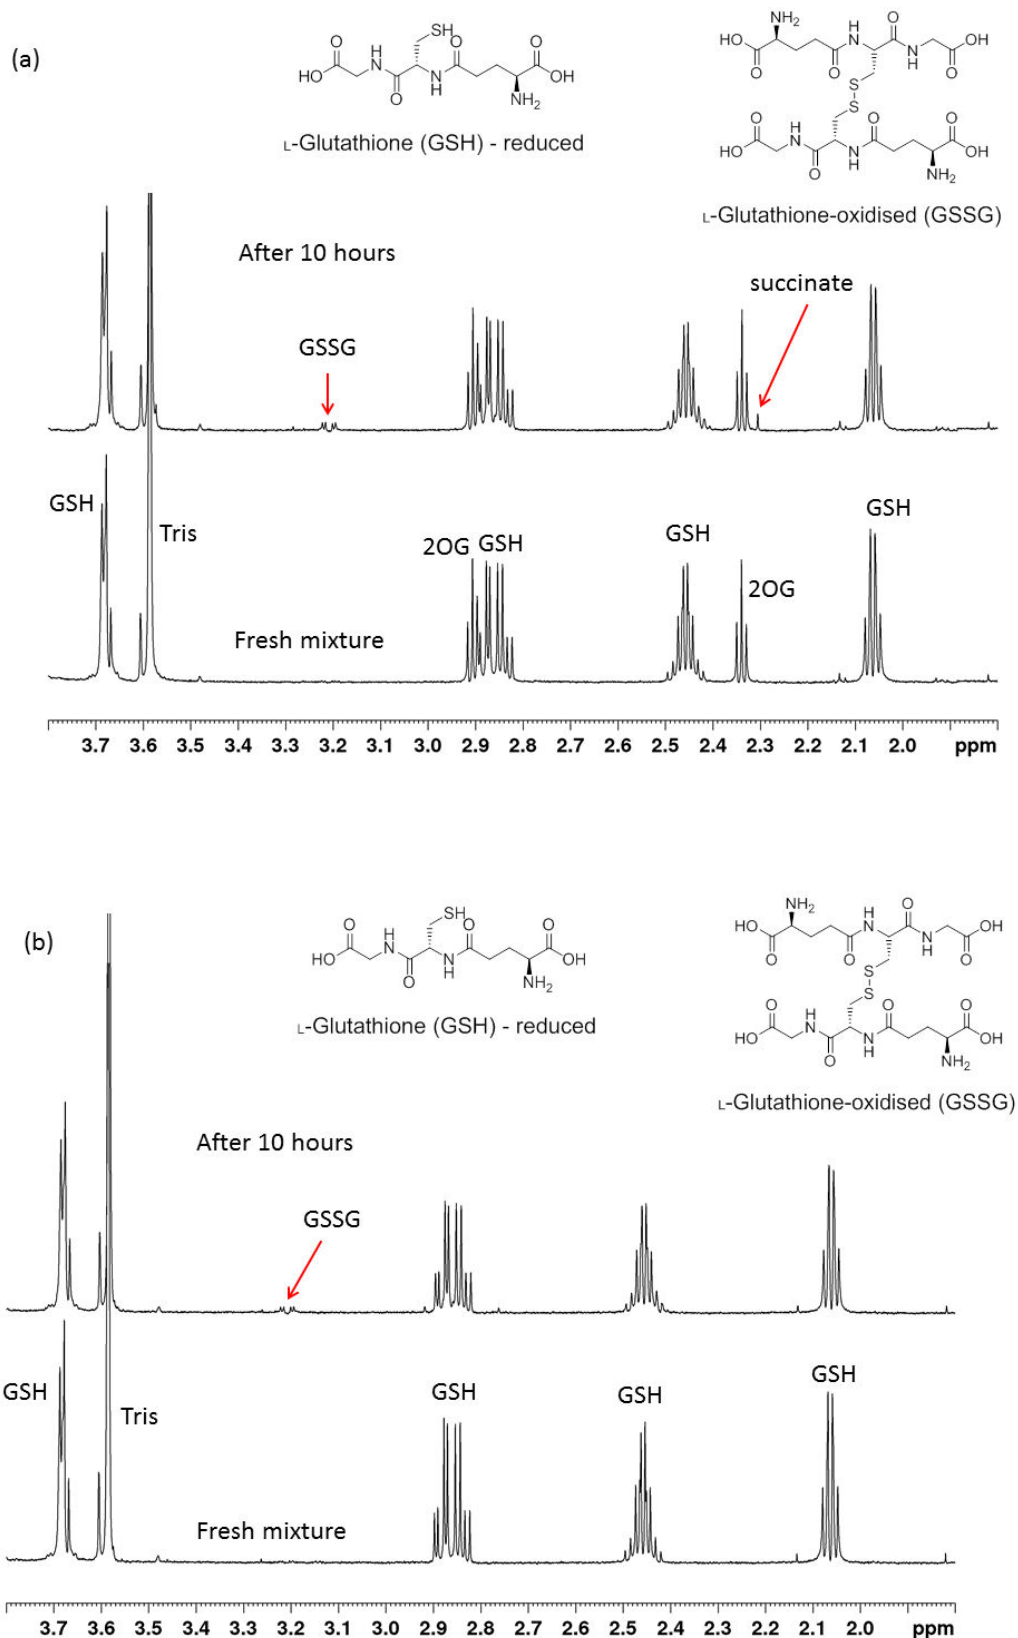 (a)
SH
O
H
N
O
O
HO
N
H
OH
O
NH2
L-Glutathione (GSH) - reduced
NH2
O
HO
H
N
OH
O
O
N
H
O
S
S
O
H
N
O
O
HO
N
H
OH
O
NH2
L-Glutathione-oxidised (GSSG)
After 10 hours
succinate
GSSG
GSH
Tris
2OG
GSH
GSH
2OG
GSH
Fresh mixture
3.7 3.6 3.5 3.4 3.3 3.2 3.1 3.0 2.9 2.8 2.7 2.6 2.5 2.4 2.3 2.2 2.1 2.0 ppm
(b)
SH
O
H
N
O
O
HO
N
H
OH
O
NH2
L-Glutathione (GSH) - reduced
NH2
O
HO
H
N
OH
O
O
N
H
O
S
S
O
H
N
O
O
HO
N
H
OH
O
NH2
L-Glutathione-oxidised (GSSG)
After 10 hours
GSSG
GSH
Tris
GSH
GSH
GSH
Fresh mixture
3.7 3.6 3.5 3.4 3.3 3.2 3.1 3.0 2.9 2.8 2.7 2.6 2.5 2.4 2.3 2.2 2.1 2.0 ppm